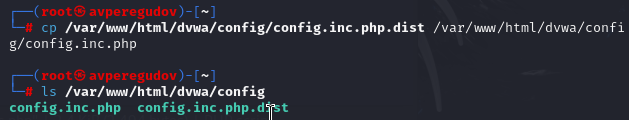 ┌──(root㉿avperegudov)-[~]
└─# cp /var/www/html/dvwa/config/config.inc.php.dist /var/www/html/dvwa/confi
g/config.inc.php
┌──(root㉿avperegudov)-[~]
└─# ls /var/www/html/dvwa/config
config.inc.php  config.inc.php.dist